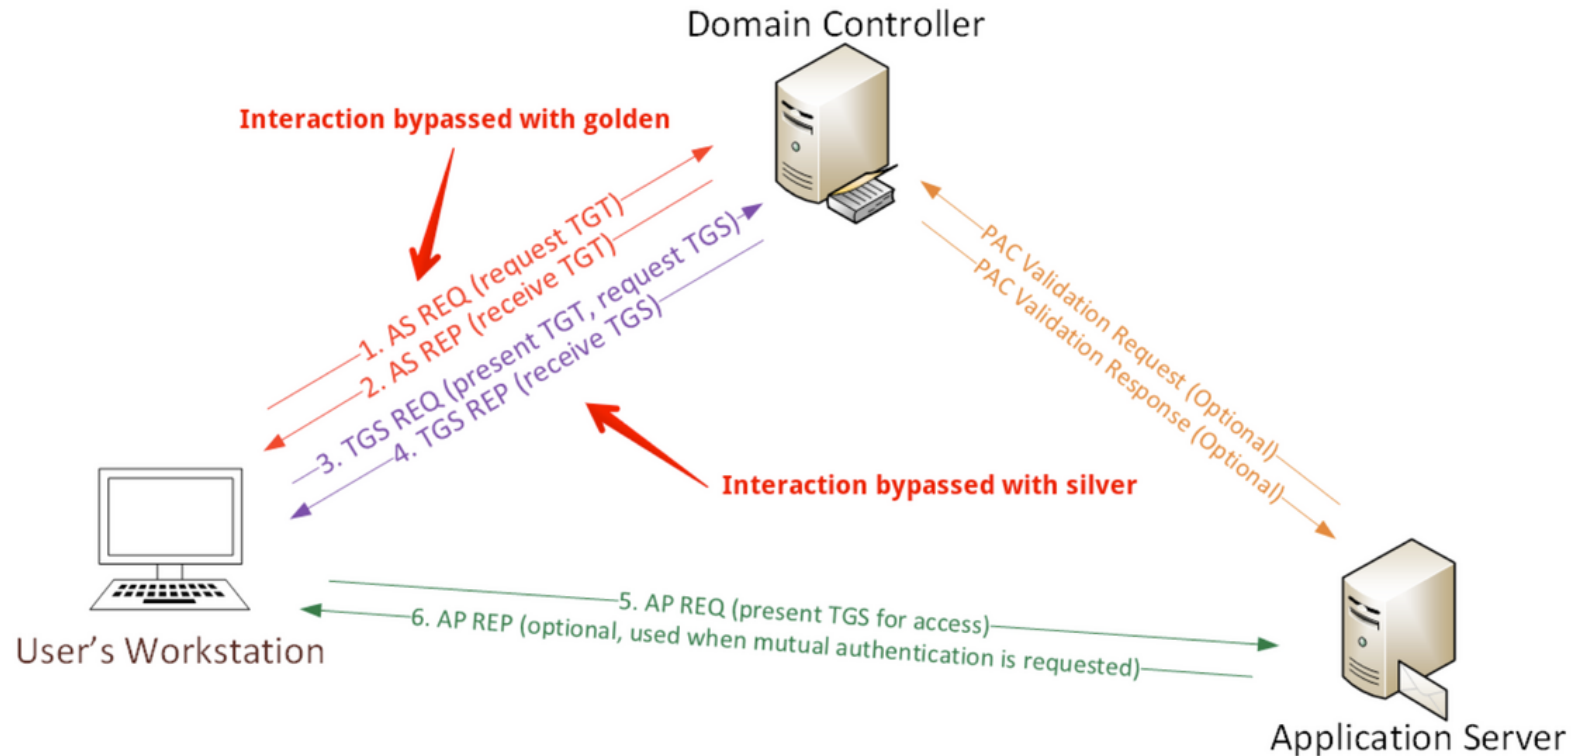 Domain Controller
Interaction bypassed with golden
1. AS REQ (request TGT)
2. AS REP (receive TGT)
3. TGS REQ (present TGT, request TGS)
4. TGS REP (receive TGS)
PAC Validation Request (Optional)
PAC Validation Response (Optional)
Interaction bypassed with silver
5. AP REQ (present TGS for access)
6. AP REP (optional, used when mutual authentication is requested)
User’s Workstation
Application Server